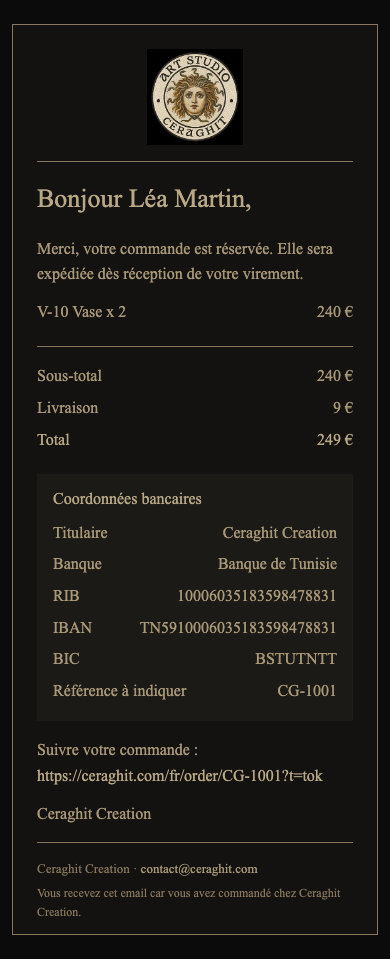 ART STUDIO
CERAGHIT
Bonjour Léa Martin,
Merci, votre commande est réservée. Elle sera
expédiée dès réception de votre virement.
V-10 Vase x 2 240 €
Sous-total 240 €
Livraison 9 €
Total 249 €
Coordonnées bancaires
Titulaire Ceraghit Creation
Banque Banque de Tunisie
RIB 10006035183598478831
IBAN TN5910006035183598478831
BIC BSTUTNTT
Référence à indiquer CG-1001
Suivre votre commande :
https://ceraghit.com/fr/order/CG-1001?t=tok
Ceraghit Creation
Ceraghit Creation · contact@ceraghit.com
Vous recevez cet email car vous avez commandé chez Ceraghit
Creation.